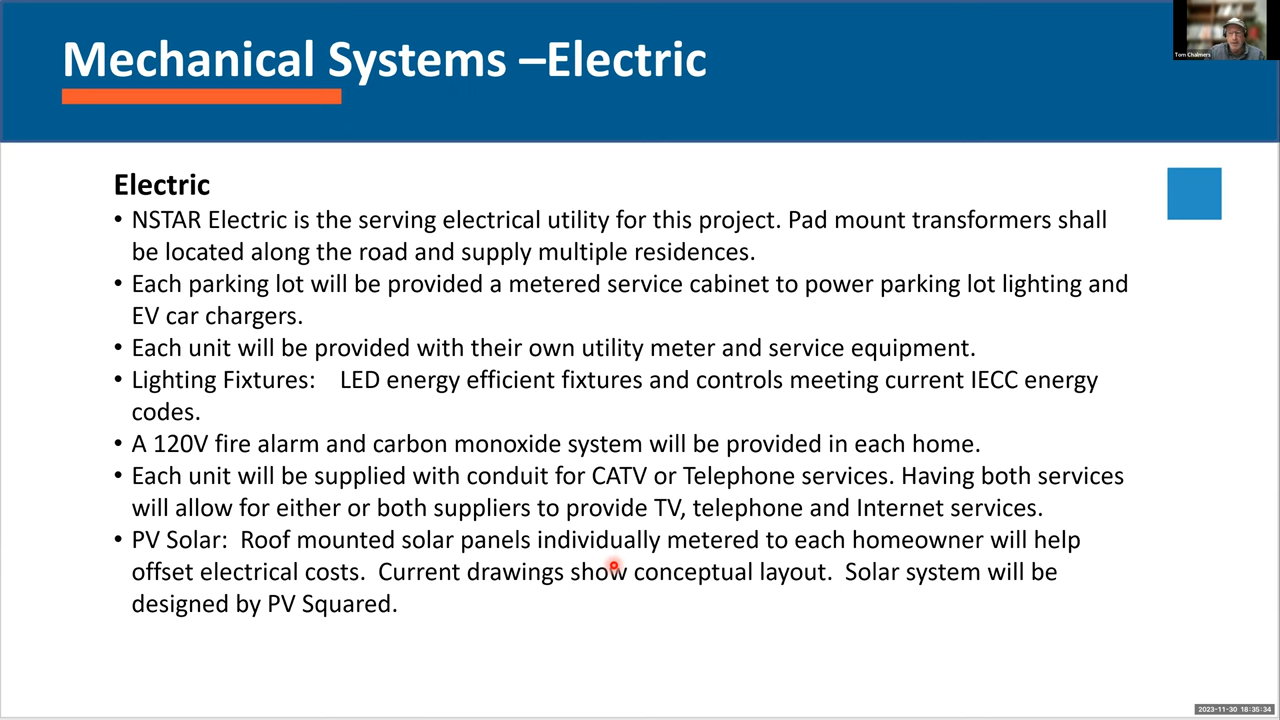 Mechanical Systems –Electric
Tom Chalmers
Electric
• NSTAR Electric is the serving electrical utility for this project. Pad mount transformers shall
be located along the road and supply multiple residences.
• Each parking lot will be provided a metered service cabinet to power parking lot lighting and
EV car chargers.
• Each unit will be provided with their own utility meter and service equipment.
• Lighting Fixtures:    LED energy efficient fixtures and controls meeting current IECC energy
codes.
• A 120V fire alarm and carbon monoxide system will be provided in each home.
• Each unit will be supplied with conduit for CATV or Telephone services. Having both services
will allow for either or both suppliers to provide TV, telephone and Internet services.
• PV Solar:  Roof mounted solar panels individually metered to each homeowner will help
offset electrical costs.  Current drawings show conceptual layout.  Solar system will be
designed by PV Squared.
2023-11-30 18:35:34